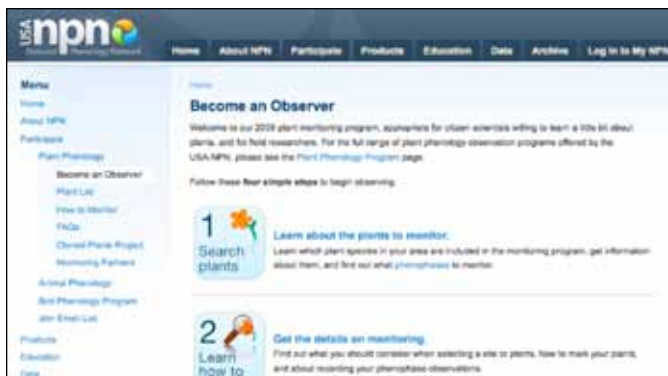 USA
npn
National Phenology Network
Home About NPN Participate Products Education Data Archive Log In to My NPN
Menu
Home
About NPN
Participate
Plant Phenology
Become an Observer
Plant List
How to Monitor
FAQs
Cloned Plants Project
Monitoring Partners
Animal Phenology
Bird Phenology Program
Join Email List
Products
Education
Data
Home
Become an Observer
Welcome to our 2009 plant monitoring program, appropriate for citizen scientists willing to learn a little bit about
plants, and for field researchers. For the full range of plant phenology observation programs offered by the
USA-NPN, please see the Plant Phenology Program page.
Follow these four simple steps to begin observing:
1
Search
plants
Learn about the plants to monitor.
Learn which plant species in your area are included in the monitoring program, get information
about them, and find out what phenophases to monitor.
2
Learn
how to
Get the details on monitoring.
Find out what you should consider when selecting a site or plants, how to mark your plants,
and about recording your phenophase observations.